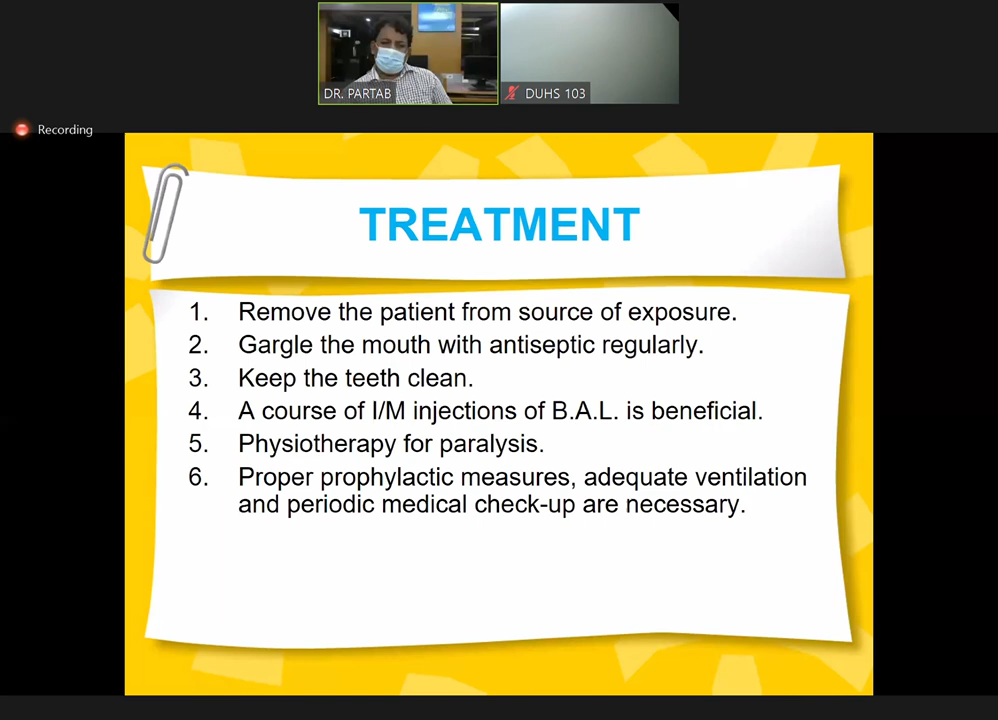 DR. PARTAB
DUHS 103
Recording
TREATMENT
1. Remove the patient from source of exposure.
2. Gargle the mouth with antiseptic regularly.
3. Keep the teeth clean.
4. A course of I/M injections of B.A.L. is beneficial.
5. Physiotherapy for paralysis.
6. Proper prophylactic measures, adequate ventilation
and periodic medical check-up are necessary.